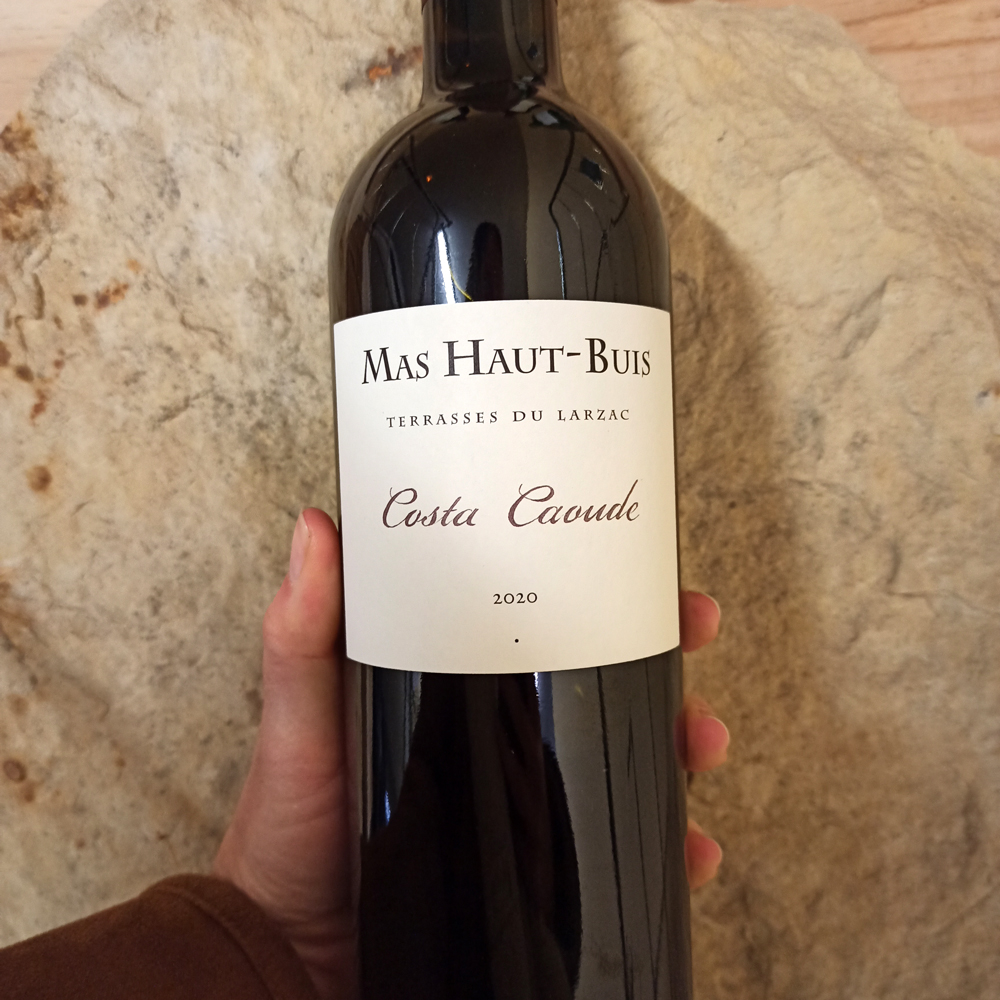 MAS HAUT-BUIS
TERRASSES DU LARZAC
Costa Caoude
2020